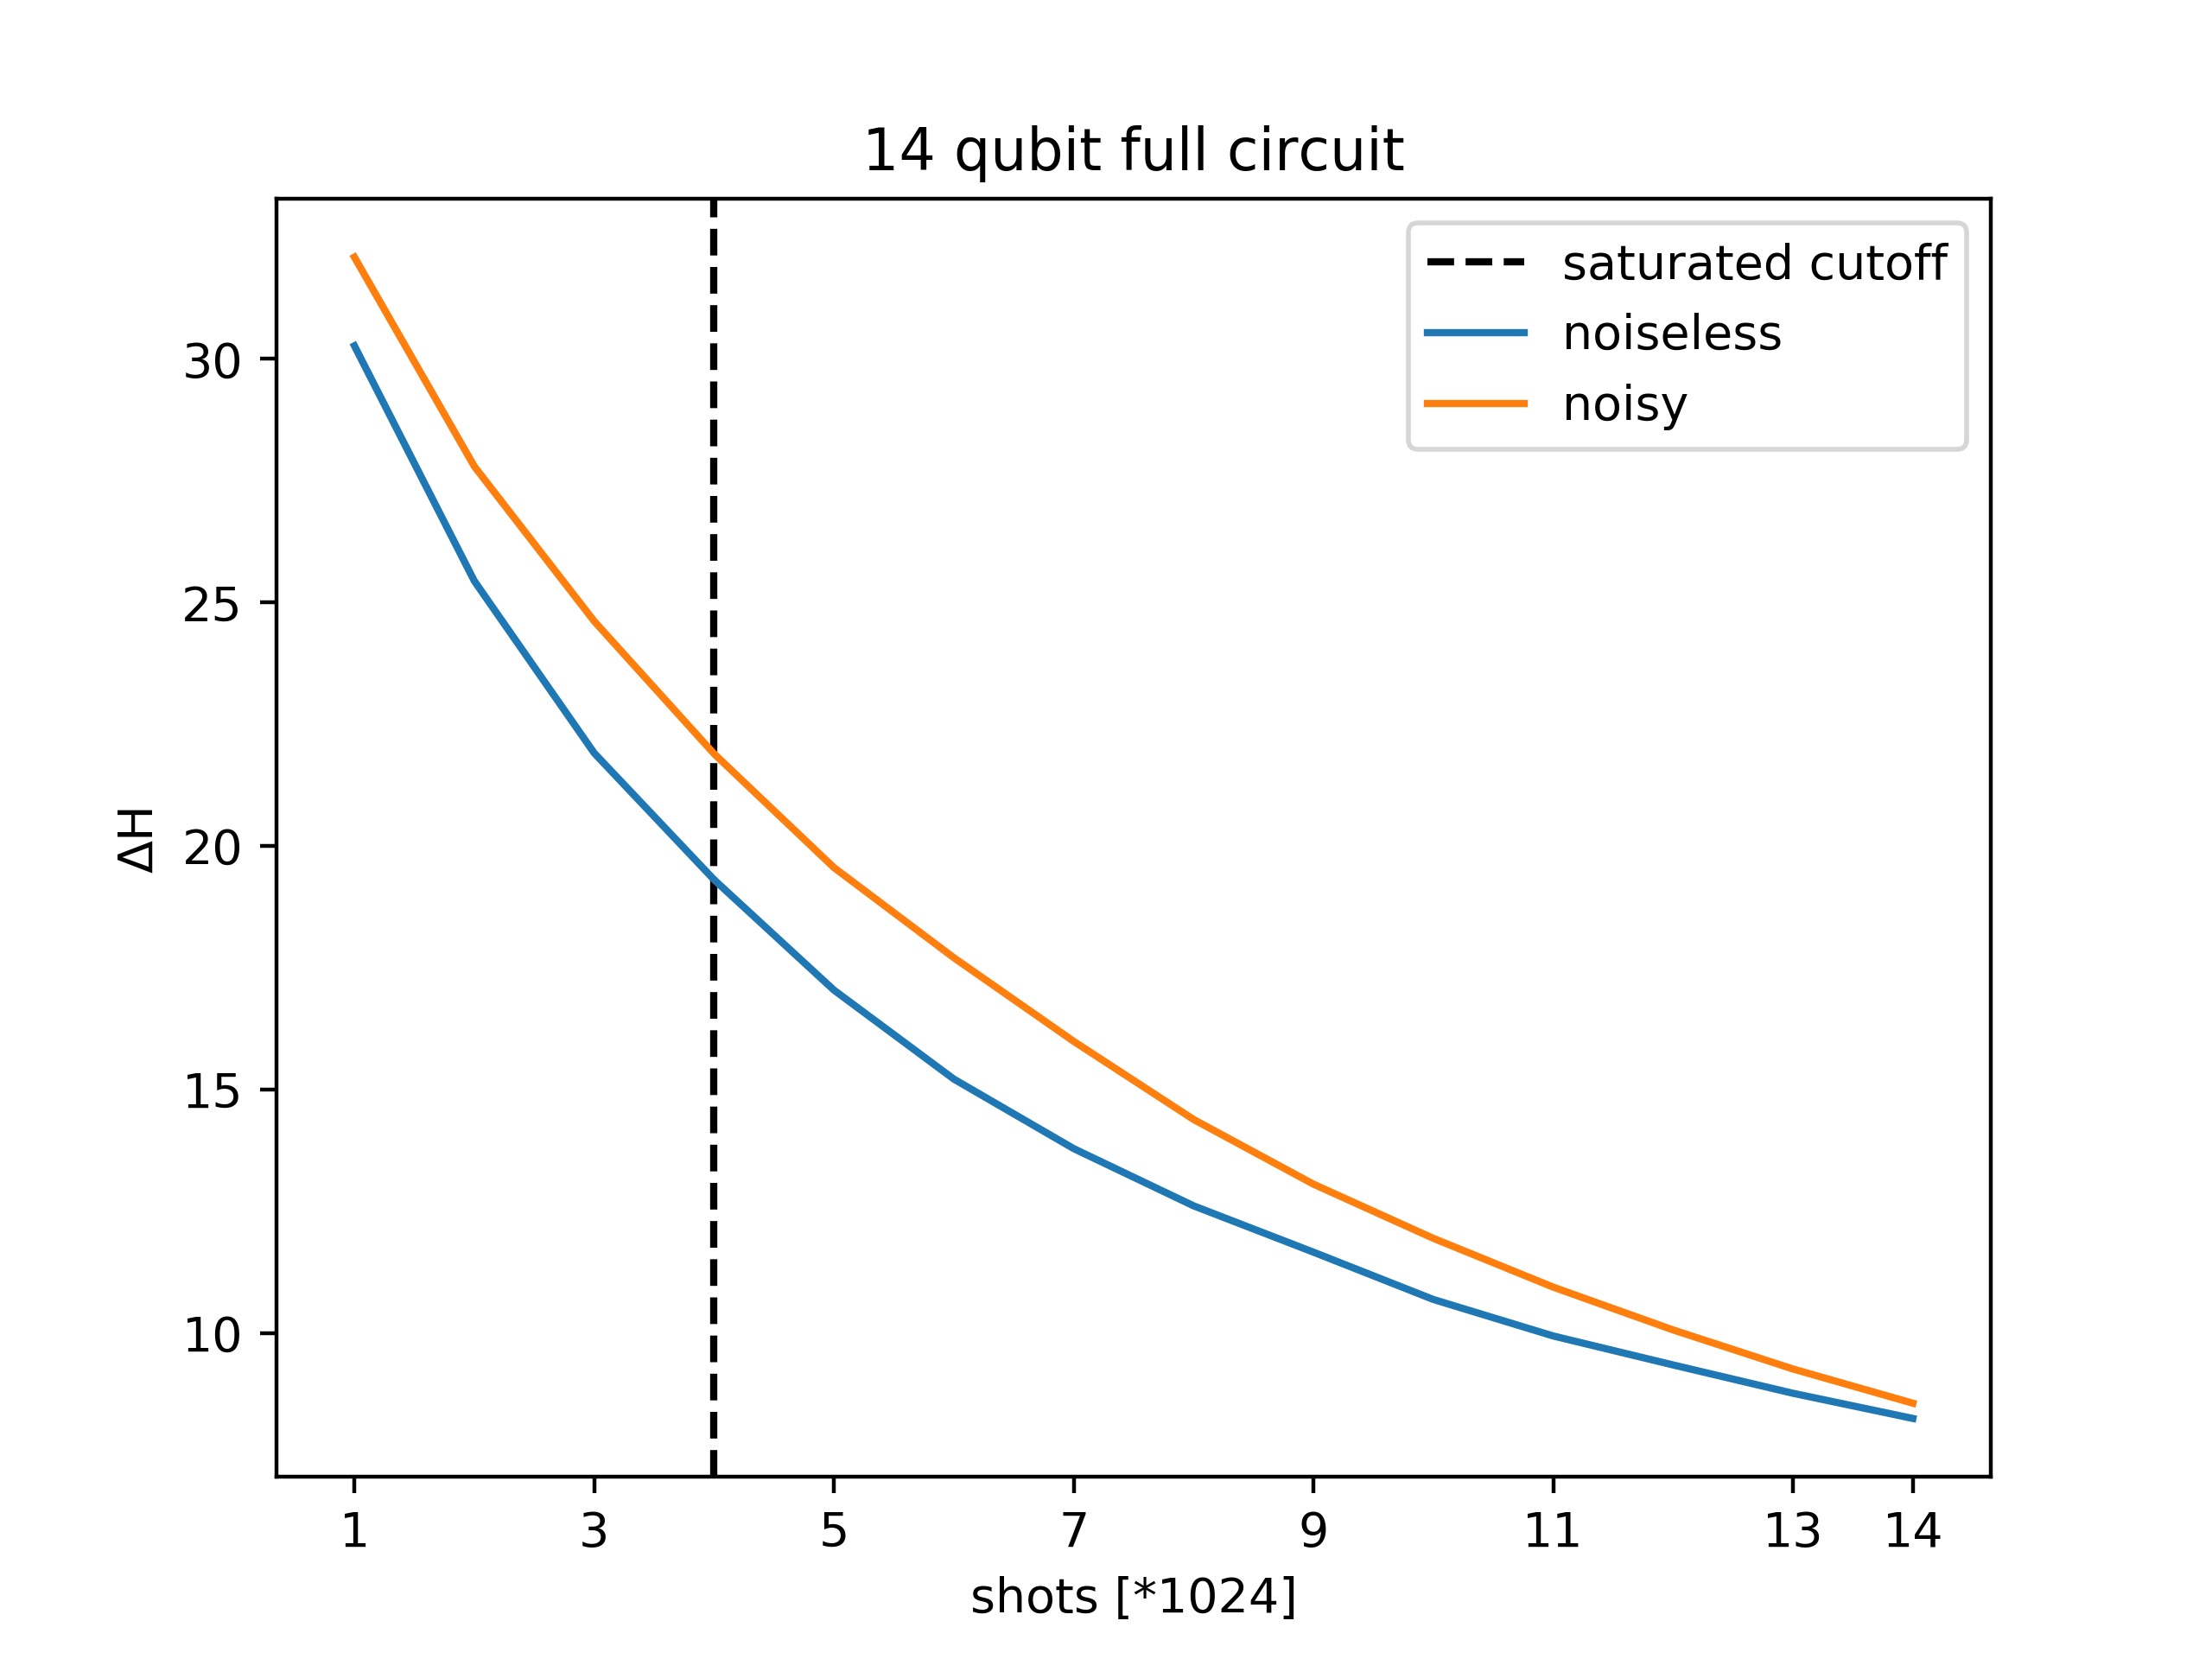 14 qubit full circuit
saturated cutoff
noiseless
noisy
30
25
20
15
10
ΔH
1 3 5 7 9 11 13 14
shots [*1024]